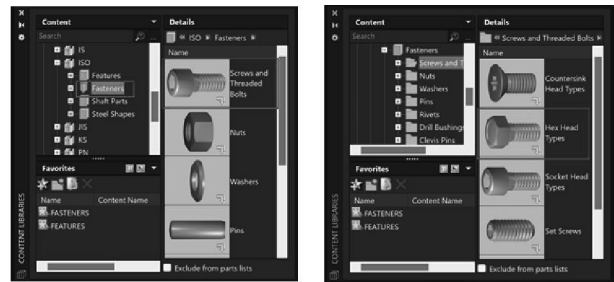 Content
Search
...
IS
ISO
Features
Fasteners
Shaft Parts
Steel Shapes
JIS
KS
PN
Favorites
Name Content Name
FASTENERS
FEATURES
CONTENT LIBRARIES
Details
« ISO Fasteners
Name
Screws and
Threaded
Bolts
Nuts
Washers
Pins
Exclude from parts lists
Content
Search
...
Fasteners
Screws and T
Nuts
Washers
Pins
Rivets
Drill Bushings
Clevis Pins
Favorites
Name Content Name
FASTENERS
FEATURES
CONTENT LIBRARIES
Details
« Screws and Threaded Bolts
Name
Countersink
Head Types
Hex Head
Types
Socket Head
Types
Set Screws
Exclude from parts lists